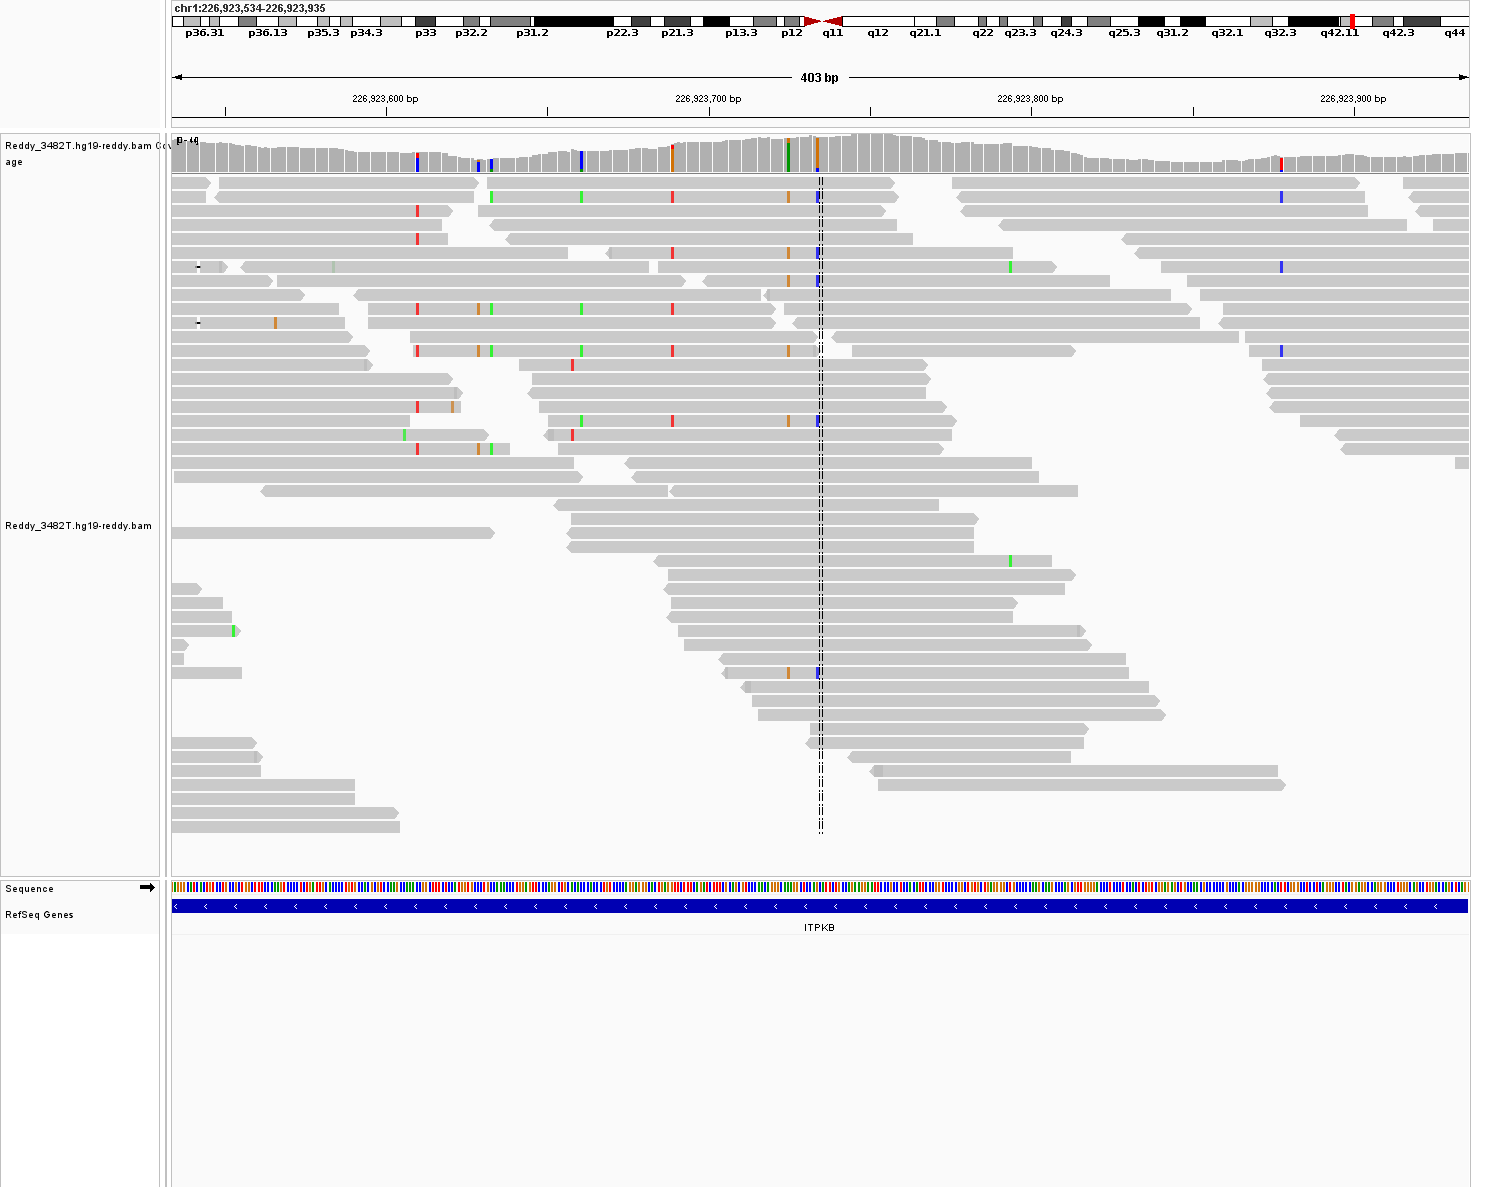 chr1:226,923,534-226,923,935
p36.31 p36.13 p35.3 p34.3 p33 p32.2 p31.2 p22.3 p21.3 p13.3 p12 q11 q12 q21.1 q22 q23.3 q24.3 q25.3 q31.2 q32.1 q32.3 q42.11 q42.3 q44
403 bp
226,923,600 bp 226,923,700 bp 226,923,800 bp 226,923,900 bp
Reddy_3482T.hg19-reddy.bam Cov
age
Reddy_3482T.hg19-reddy.bam
Sequence
RefSeq Genes
ITPKB